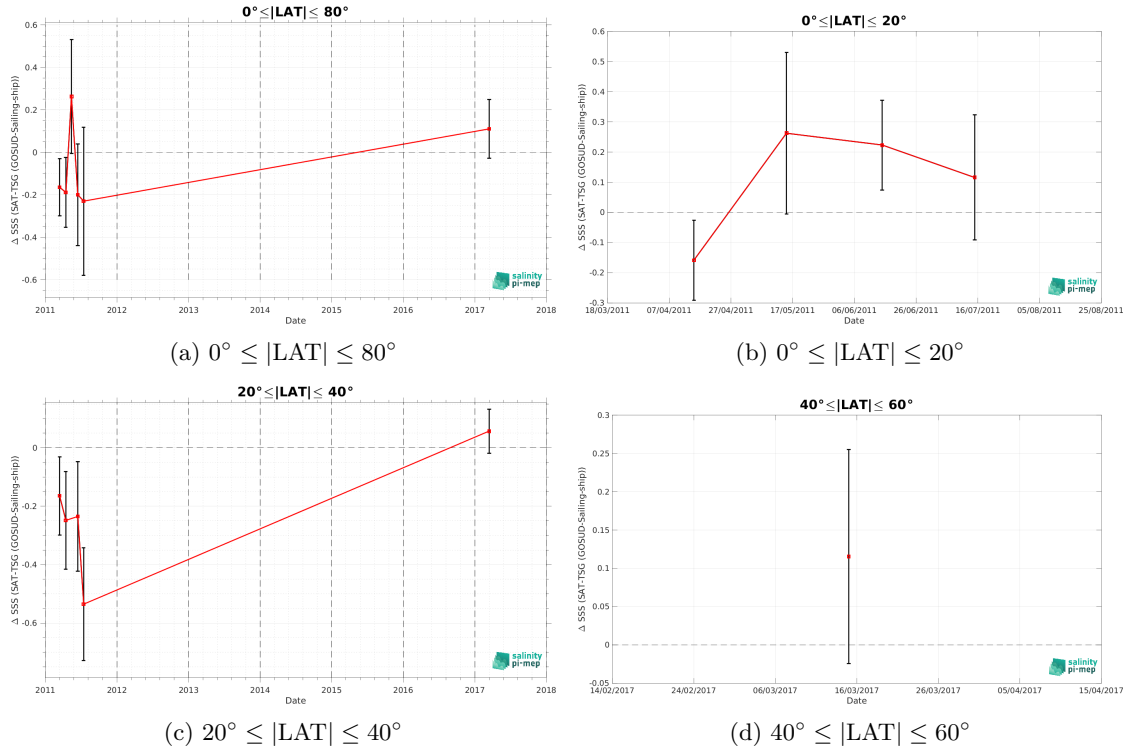 0°≤|LAT|≤ 80°
Δ SSS (SAT-TSG (GOSUD-Sailing-ship))
0.6
0.4
0.2
0
-0.2
-0.4
-0.6
2011 2012 2013 2014 2015 2016 2017 2018
Date
salinity
pi-mep
(a) 0° ≤ |LAT| ≤ 80°
0°≤|LAT|≤ 20°
Δ SSS (SAT-TSG (GOSUD-Sailing-ship))
0.6
0.5
0.4
0.3
0.2
0.1
0
-0.1
-0.2
-0.3
18/03/2011 07/04/2011 27/04/2011 17/05/2011 06/06/2011 26/06/2011 16/07/2011 05/08/2011 25/08/2011
Date
salinity
pi-mep
(b) 0° ≤ |LAT| ≤ 20°
20°≤|LAT|≤ 40°
Δ SSS (SAT-TSG (GOSUD-Sailing-ship))
0
-0.2
-0.4
-0.6
2011 2012 2013 2014 2015 2016 2017 2018
Date
salinity
pi-mep
(c) 20° ≤ |LAT| ≤ 40°
40°≤|LAT|≤ 60°
Δ SSS (SAT-TSG (GOSUD-Sailing-ship))
0.3
0.25
0.2
0.15
0.1
0.05
0
-0.05
14/02/2017 24/02/2017 06/03/2017 16/03/2017 26/03/2017 05/04/2017 15/04/2017
Date
salinity
pi-mep
(d) 40° ≤ |LAT| ≤ 60°